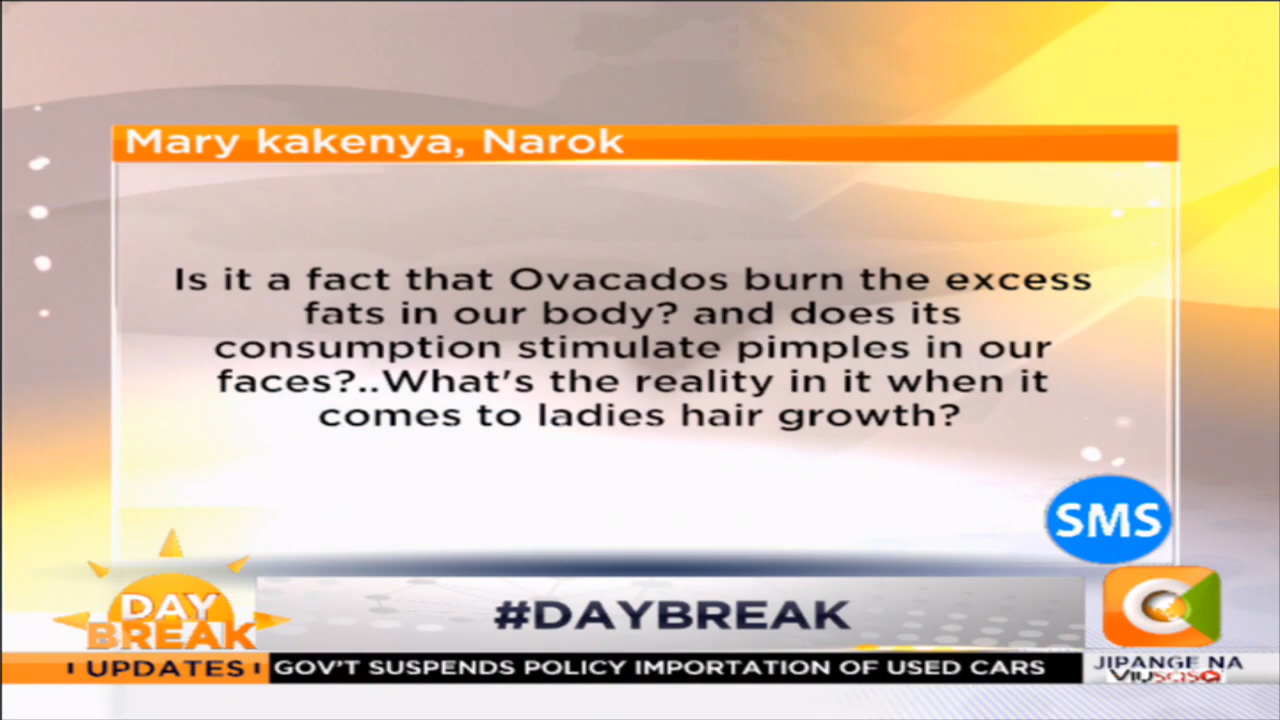 Mary kakenya, Narok
Is it a fact that Ovacados burn the excess
fats in our body? and does its
consumption stimulate pimples in our
faces?..What's the reality in it when it
comes to ladies hair growth?
SMS
DAY
BREAK
#DAYBREAK
UPDATES
GOV'T SUSPENDS POLICY IMPORTATION OF USED CARS
JIPANGE NA
VIUSASA